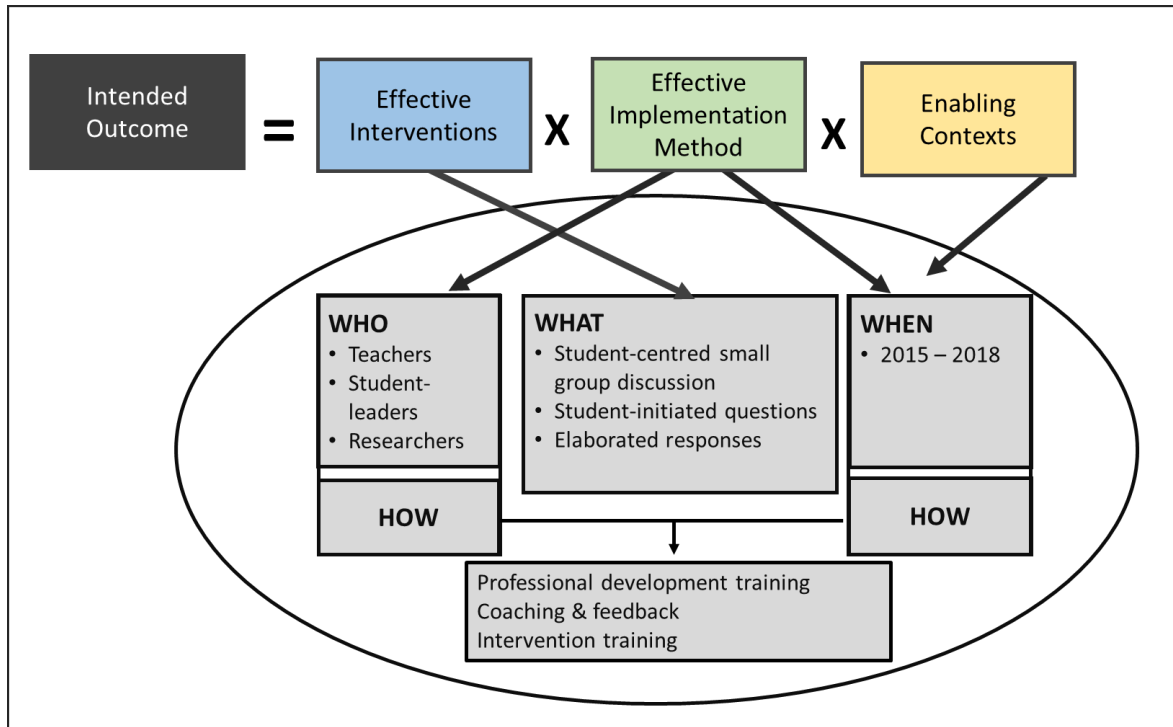 Intended
Outcome
=
Effective
Interventions
X
Effective
Implementation
Method
X
Enabling
Contexts
WHO
• Teachers
• Student-
leaders
• Researchers
HOW
WHAT
• Student-centred small
group discussion
• Student-initiated questions
• Elaborated responses
WHEN
• 2015 – 2018
HOW
Professional development training
Coaching & feedback
Intervention training